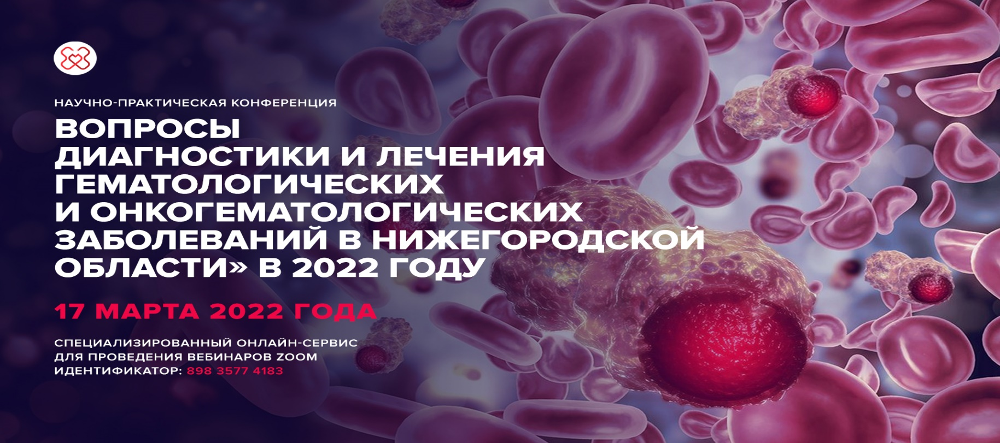 НАУЧНО-ПРАКТИЧЕСКАЯ КОНФЕРЕНЦИЯ
ВОПРОСЫ
ДИАГНОСТИКИ И ЛЕЧЕНИЯ
ГЕМАТОЛОГИЧЕСКИХ
И ОНКОГЕМАТОЛОГИЧЕСКИХ
ЗАБОЛЕВАНИЙ В НИЖЕГОРОДСКОЙ
ОБЛАСТИ» В 2022 ГОДУ
17 МАРТА 2022 ГОДА
СПЕЦИАЛИЗИРОВАННЫЙ ОНЛАЙН-СЕРВИС
ДЛЯ ПРОВЕДЕНИЯ ВЕБИНАРОВ ZOOM
ИДЕНТИФИКАТОР: 898 3577 4183